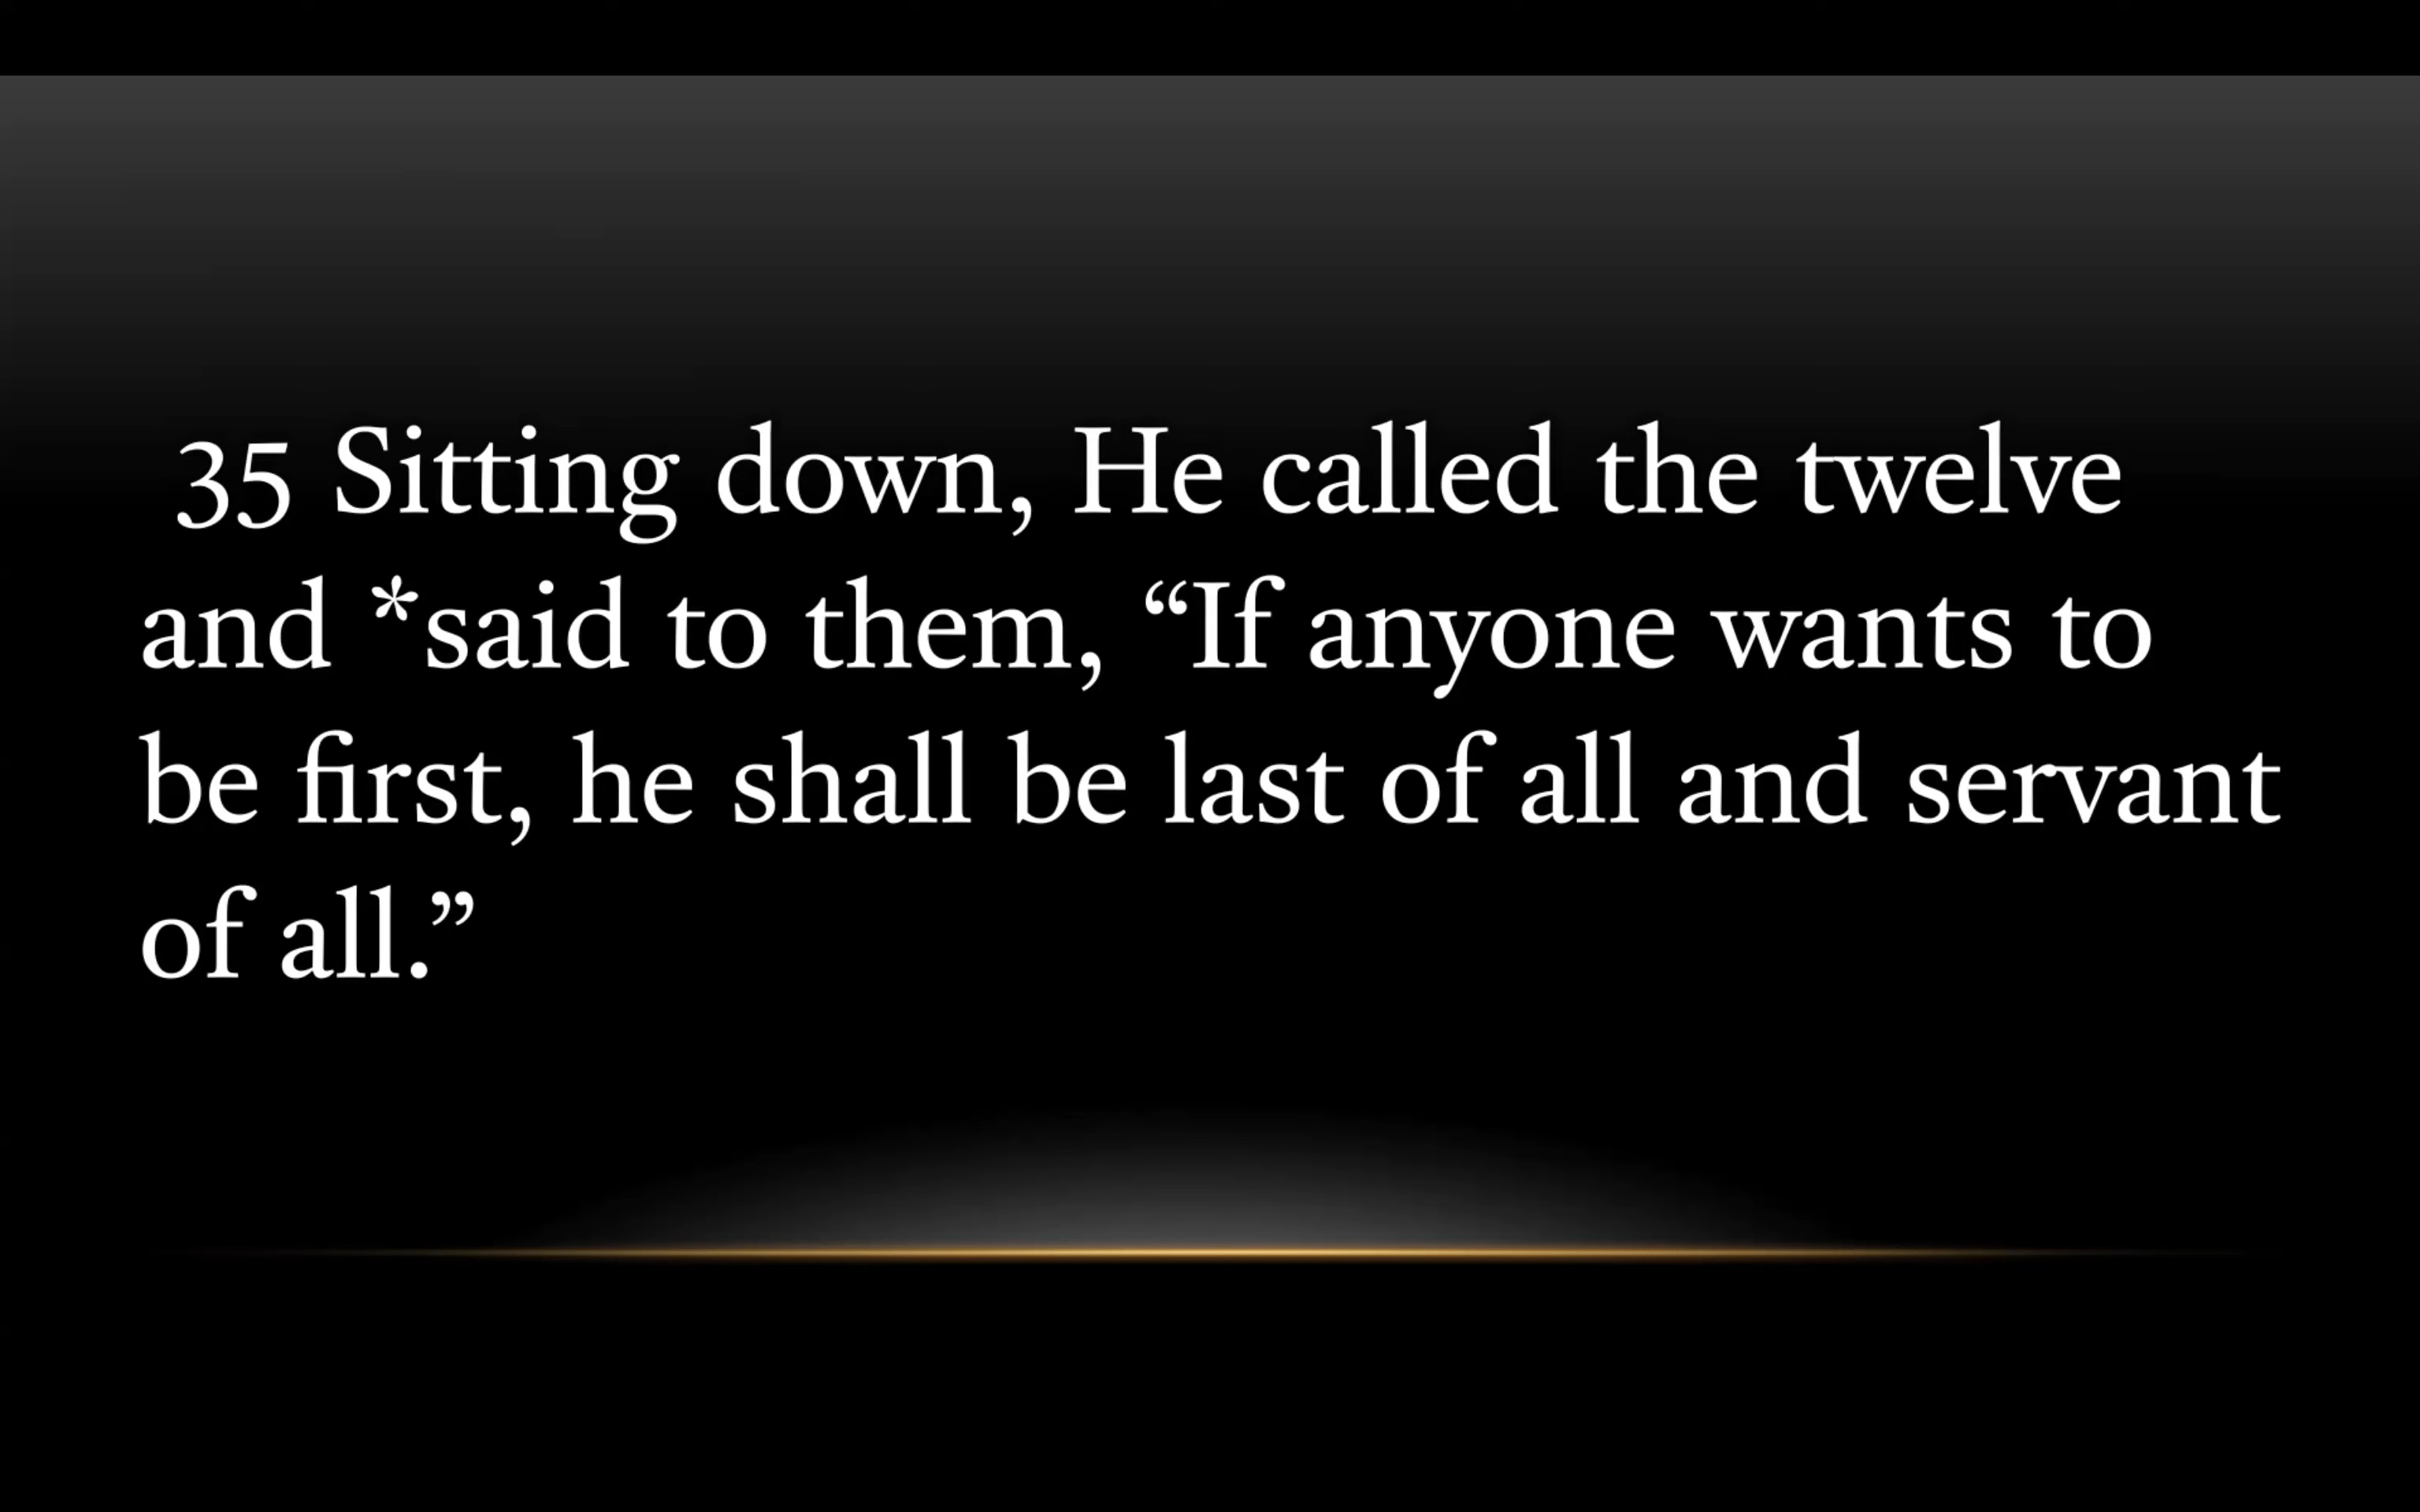 35 Sitting down, He called the twelve
and *said to them, “If anyone wants to
be first, he shall be last of all and servant
of all.”